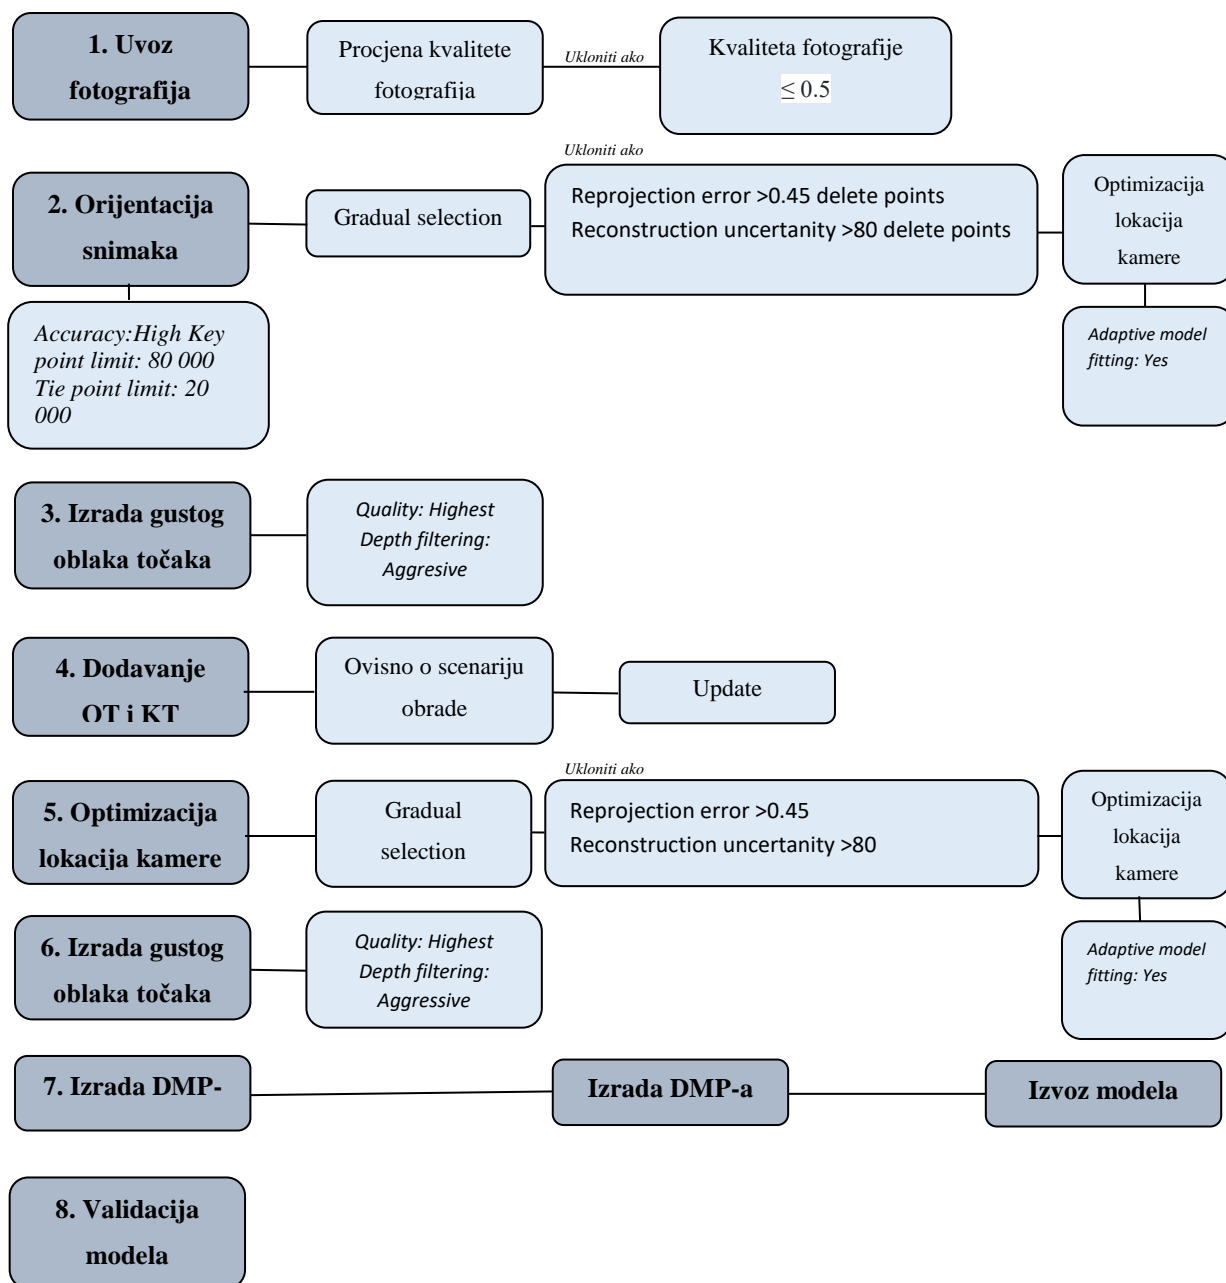 1. Uvoz
fotografija
Procjena kvalitete
fotografija
Ukloniti ako
Kvaliteta fotografije
≤ 0.5
2. Orijentacija
snimaka
Gradual selection
Ukloniti ako
Reprojection error >0.45 delete points
Reconstruction uncertanity >80 delete points
Optimizacija
lokacija
kamere
Accuracy:High Key
point limit: 80 000
Tie point limit: 20
000
Adaptive model
fitting: Yes
3. Izrada gustog
oblaka točaka
Quality: Highest
Depth filtering:
Aggresive
4. Dodavanje
OT i KT
Ovisno o scenariju
obrade
Update
5. Optimizacija
lokacija kamere
Gradual
selection
Ukloniti ako
Reprojection error >0.45
Reconstruction uncertanity >80
Optimizacija
lokacija
kamere
6. Izrada gustog
oblaka točaka
Quality: Highest
Depth filtering:
Aggressive
Adaptive model
fitting: Yes
7. Izrada DMP-
Izrada DMP-a
Izvoz modela
8. Validacija
modela